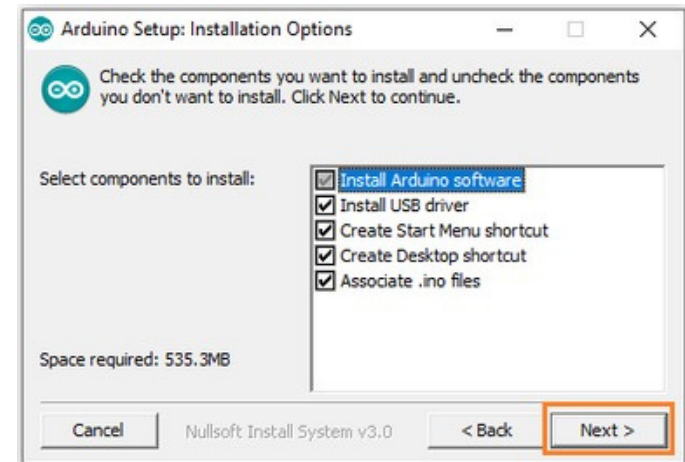 Arduino Setup: Installation Options
Check the components you want to install and uncheck the components
you don't want to install. Click Next to continue.
Select components to install:
Install Arduino software
Install USB driver
Create Start Menu shortcut
Create Desktop shortcut
Associate .ino files
Space required: 535.3MB
Cancel
Nullsoft Install System v3.0
< Back
Next >